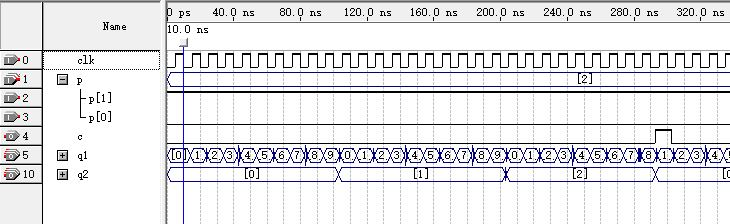 Name
0 ps 40.0 ns 80.0 ns 120.0 ns 160.0 ns 200.0 ns 240.0 ns 280.0 ns 320.0 ns
10.0 ns
0 clk
1 p [2]
2 p[1]
3 p[0]
4 c
5 q1 [0] 1 2 3 4 5 6 7 8 9 0 1 2 3 4 5 6 7 8 9 0 1 2 3 4 5 6 7 8 1 2 3 4
10 q2 [0] [1] [2]